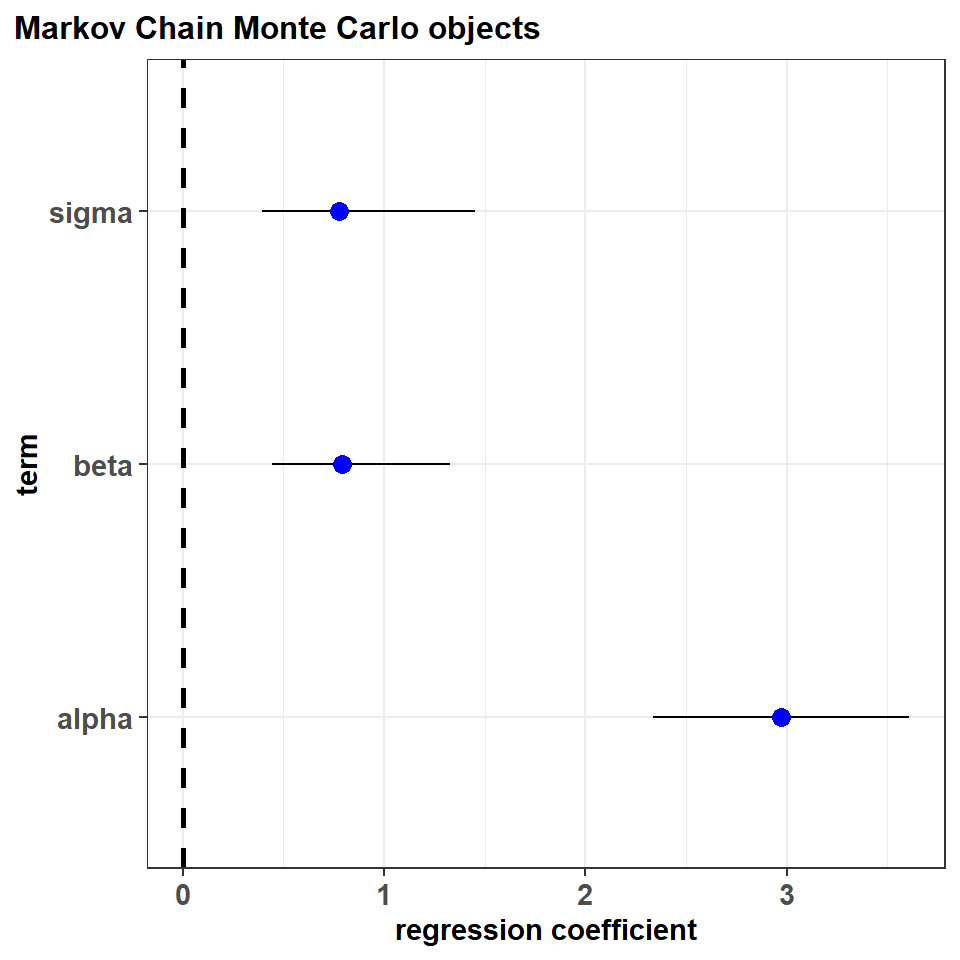 Markov Chain Monte Carlo objects
sigma
beta
alpha
term
0 1 2 3
regression coefficient